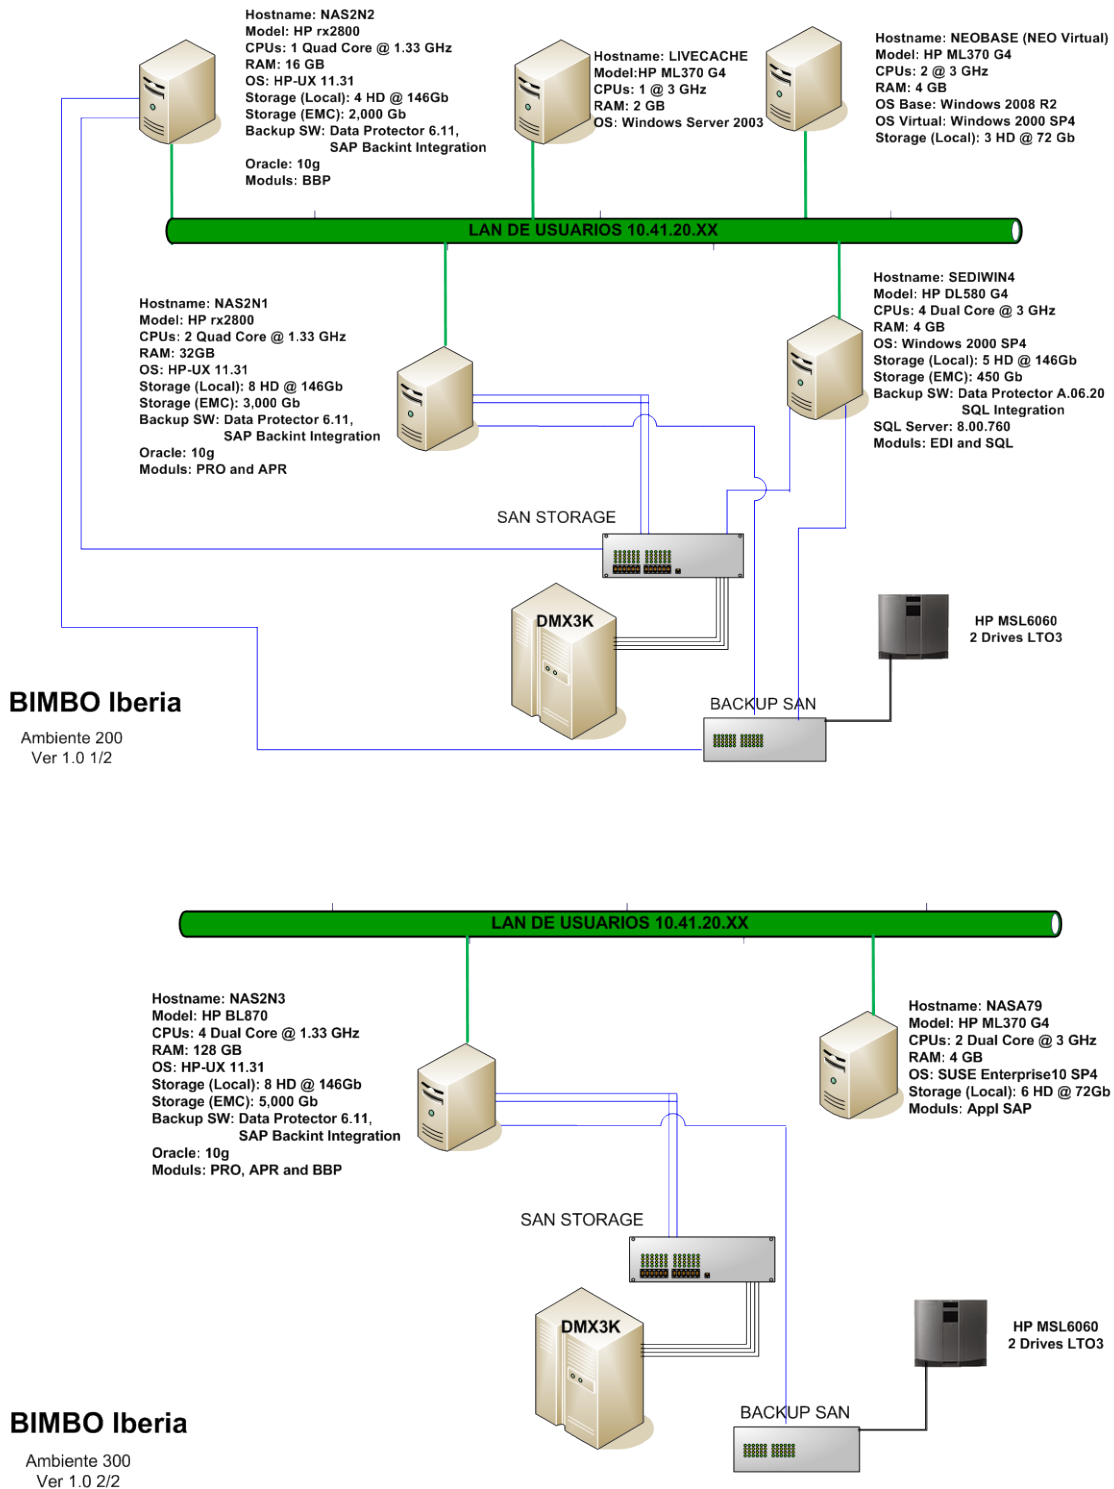 Hostname: NAS2N2
Model: HP rx2800
CPUs: 1 Quad Core @ 1.33 GHz
RAM: 16 GB
OS: HP-UX 11.31
Storage (Local): 4 HD @ 146Gb
Storage (EMC): 2,000 Gb
Backup SW: Data Protector 6.11,
SAP Backint Integration
Oracle: 10g
Moduls: BBP
Hostname: LIVECACHE
Model:HP ML370 G4
CPUs: 1 @ 3 GHz
RAM: 2 GB
OS: Windows Server 2003
Hostname: NEOBASE (NEO Virtual)
Model: HP ML370 G4
CPUs: 2 @ 3 GHz
RAM: 4 GB
OS Base: Windows 2008 R2
OS Virtual: Windows 2000 SP4
Storage (Local): 3 HD @ 72 Gb
LAN DE USUARIOS 10.41.20.XX
Hostname: NAS2N1
Model: HP rx2800
CPUs: 2 Quad Core @ 1.33 GHz
RAM: 32GB
OS: HP-UX 11.31
Storage (Local): 8 HD @ 146Gb
Storage (EMC): 3,000 Gb
Backup SW: Data Protector 6.11,
SAP Backint Integration
Oracle: 10g
Moduls: PRO and APR
Hostname: SEDIWIN4
Model: HP DL580 G4
CPUs: 4 Dual Core @ 3 GHz
RAM: 4 GB
OS: Windows 2000 SP4
Storage (Local): 5 HD @ 146Gb
Storage (EMC): 450 Gb
Backup SW: Data Protector A.06.20
SQL Integration
SQL Server: 8.00.760
Moduls: EDI and SQL
SAN STORAGE
DMX3K
HP MSL6060
2 Drives LTO3
BACKUP SAN
BIMBO Iberia
Ambiente 200
Ver 1.0 1/2
LAN DE USUARIOS 10.41.20.XX
Hostname: NAS2N3
Model: HP BL870
CPUs: 4 Dual Core @ 1.33 GHz
RAM: 128 GB
OS: HP-UX 11.31
Storage (Local): 8 HD @ 146Gb
Storage (EMC): 5,000 Gb
Backup SW: Data Protector 6.11,
SAP Backint Integration
Oracle: 10g
Moduls: PRO, APR and BBP
Hostname: NASA79
Model: HP ML370 G4
CPUs: 2 Dual Core @ 3 GHz
RAM: 4 GB
OS: SUSE Enterprise10 SP4
Storage (Local): 6 HD @ 72Gb
Moduls: Appl SAP
SAN STORAGE
DMX3K
HP MSL6060
2 Drives LTO3
BACKUP SAN
BIMBO Iberia
Ambiente 300
Ver 1.0 2/2